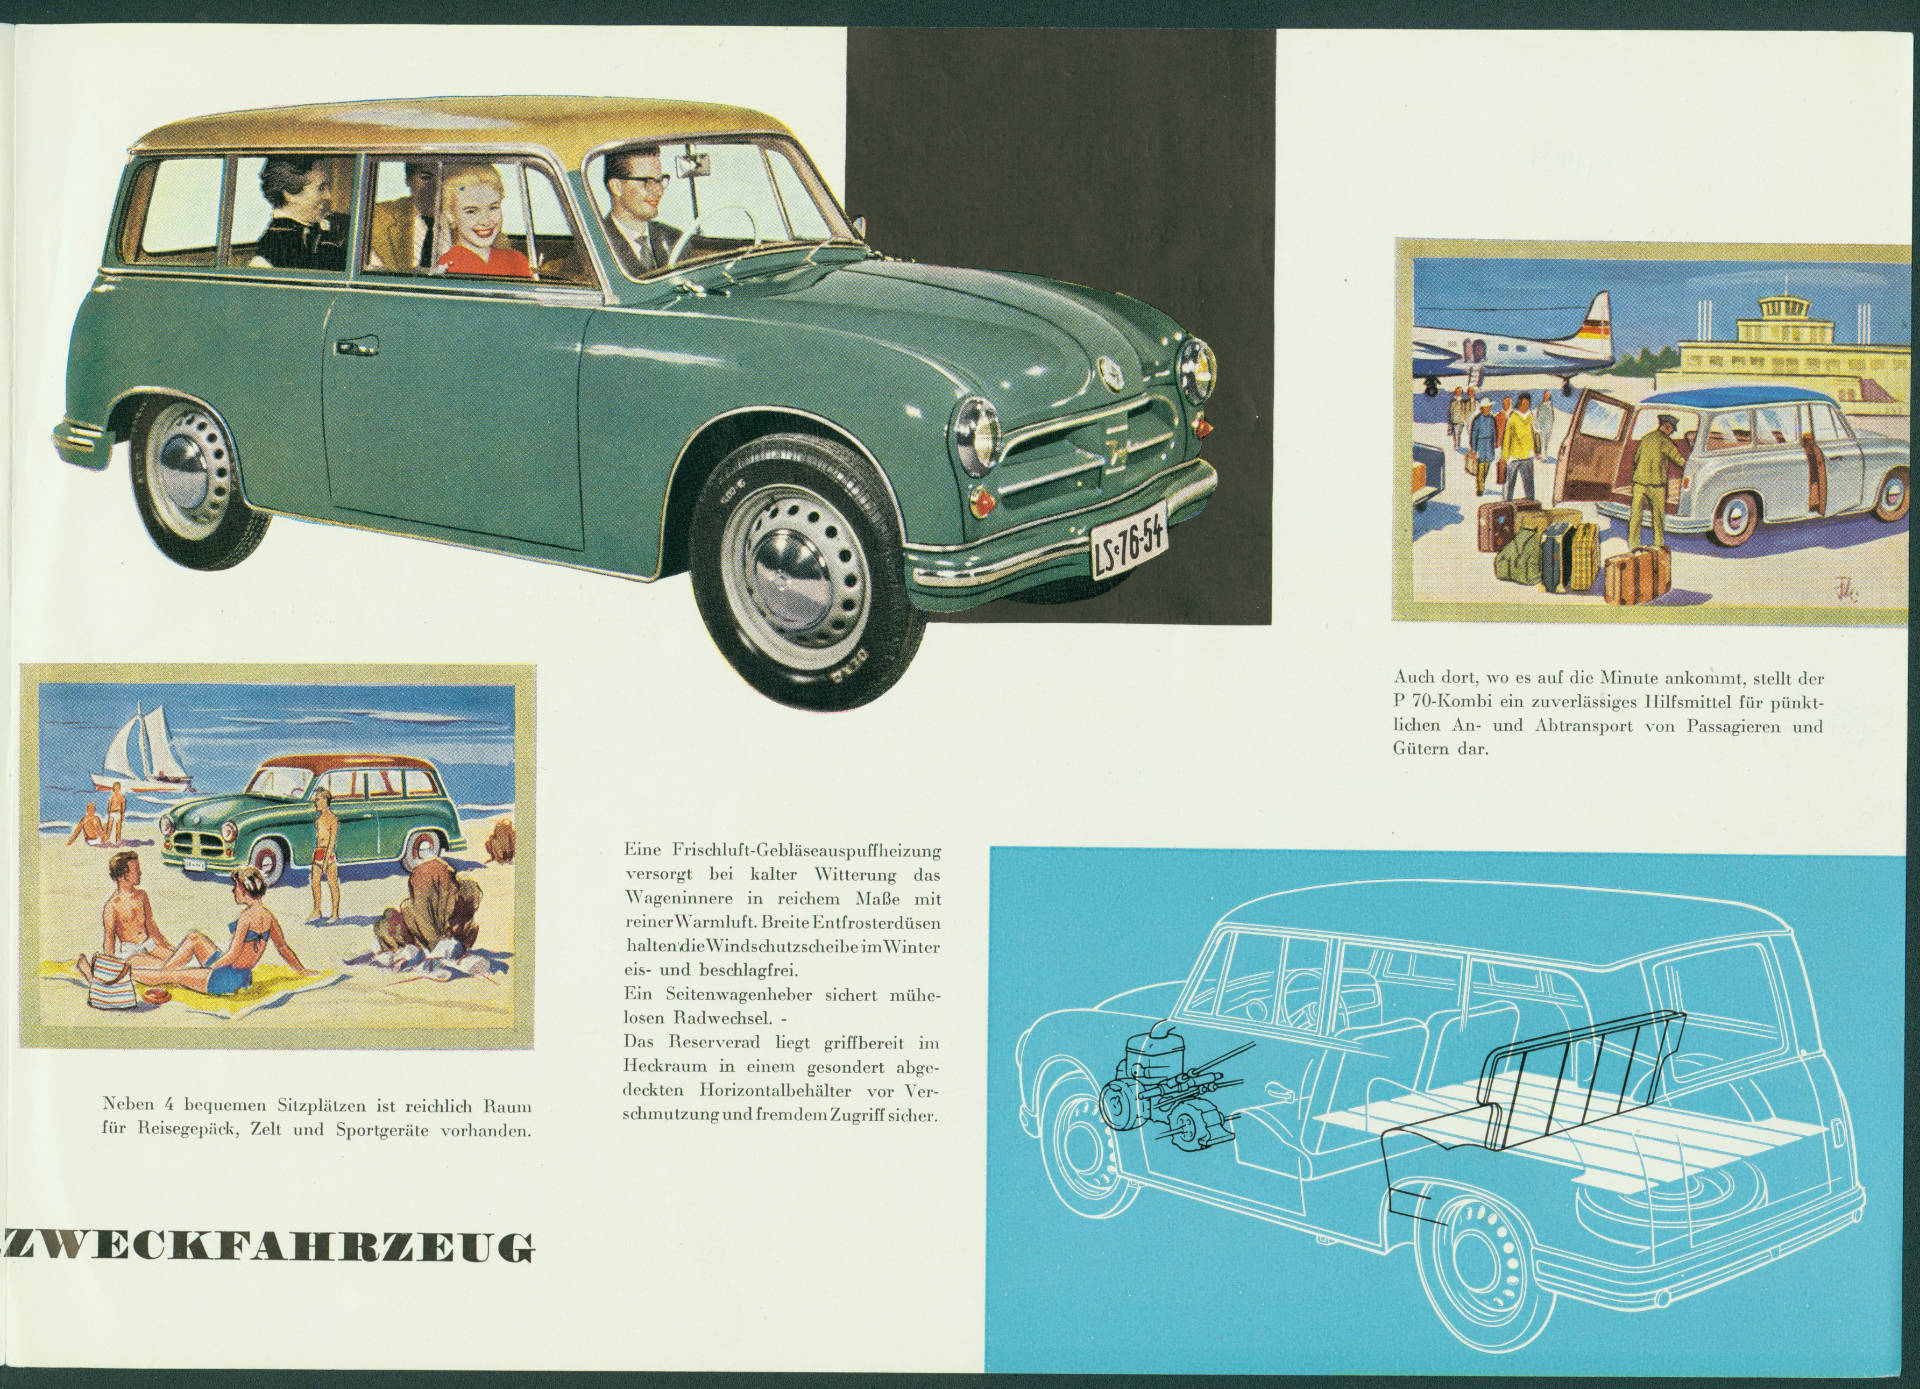 LS·76-54
Auch dort, wo es auf die Minute ankommt, stellt der
P 70-Kombi ein zuverlässiges Hilfsmittel für pünkt-
lichen An- und Abtransport von Passagieren und
Gütern dar.
Eine Frischluft-Gebläseauspuffheizung
versorgt bei kalter Witterung das
Wageninnere in reichem Maße mit
reiner Warmluft. Breite Entfrosterdüsen
halten die Windschutzscheibe im Winter
eis- und beschlagfrei.
Ein Seitenwagenheber sichert mühe-
losen Radwechsel. -
Das Reserverad liegt griffbereit im
Heckraum in einem gesondert abge-
deckten Horizontalbehälter vor Ver-
schmutzung und fremdem Zugriff sicher.
Neben 4 bequemen Sitzplätzen ist reichlich Raum
für Reisegepäck, Zelt und Sportgeräte vorhanden.
ZWECKFAHRZEUG